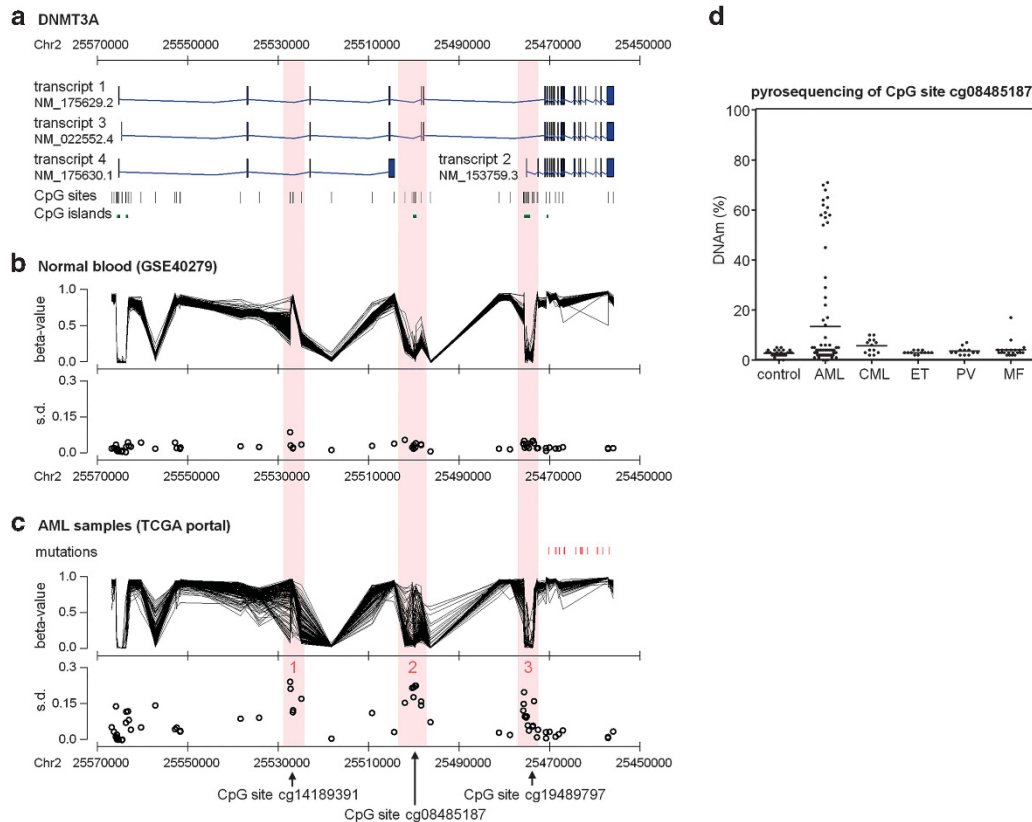 a DNMT3A
Chr2 25570000 25550000 25530000 25510000 25490000 25470000 25450000
transcript 1
NM_175629.2
transcript 3
NM_022552.4
transcript 4
NM_175630.1
transcript 2
NM_153759.3
CpG sites
CpG islands
b Normal blood (GSE40279)
beta-value
1.0
0.5
0.0
s.d.
0.3
0.15
0.0
Chr2 25570000 25550000 25530000 25510000 25490000 25470000 25450000
c AML samples (TCGA portal)
mutations
beta-value
1.0
0.5
0.0
s.d.
0.3
0.15
0.0
1 2 3
Chr2 25570000 25550000 25530000 25510000 25490000 25470000 25450000
CpG site cg14189391
CpG site cg08485187
CpG site cg19489797
d
pyrosequencing of CpG site cg08485187
DNAm (%)
100
80
60
40
20
0
control AML CML ET PV MF